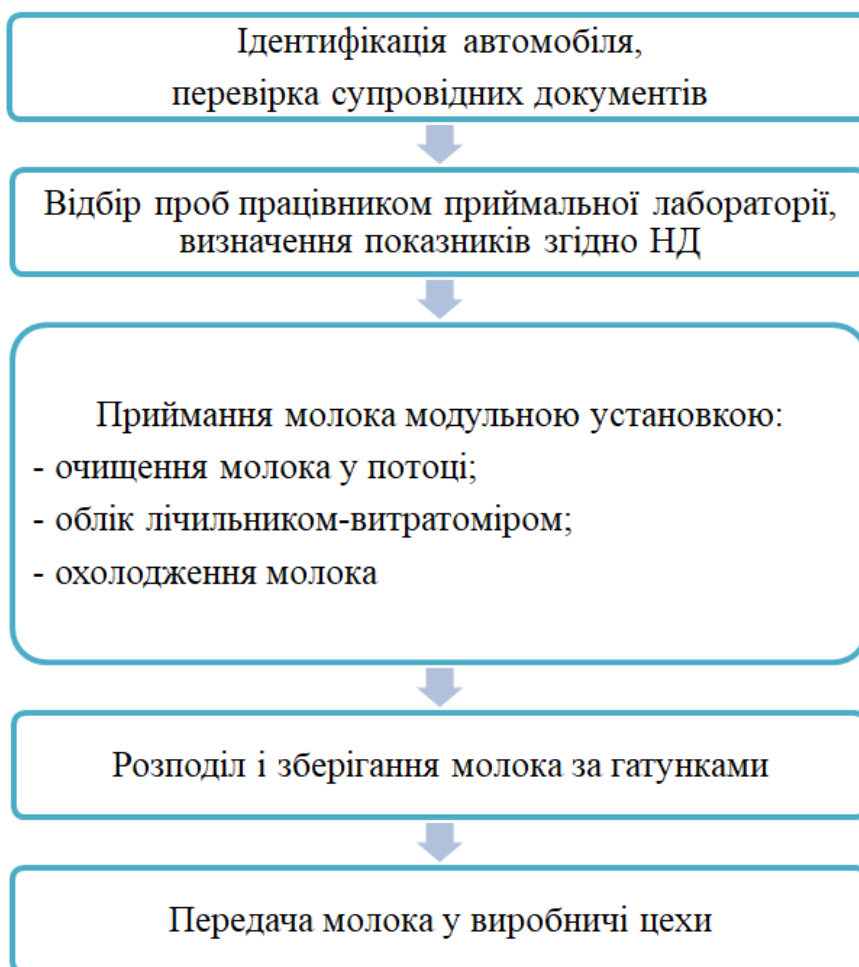 Ідентифікація автомобіля,
перевірка супровідних документів
Відбір проб працівником приймальної лабораторії,
визначення показників згідно НД
Приймання молока модульною установкою:
- очищення молока у потоці;
- облік лічильником-витратоміром;
- охолодження молока
Розподіл і зберігання молока за гатунками
Передача молока у виробничі цехи